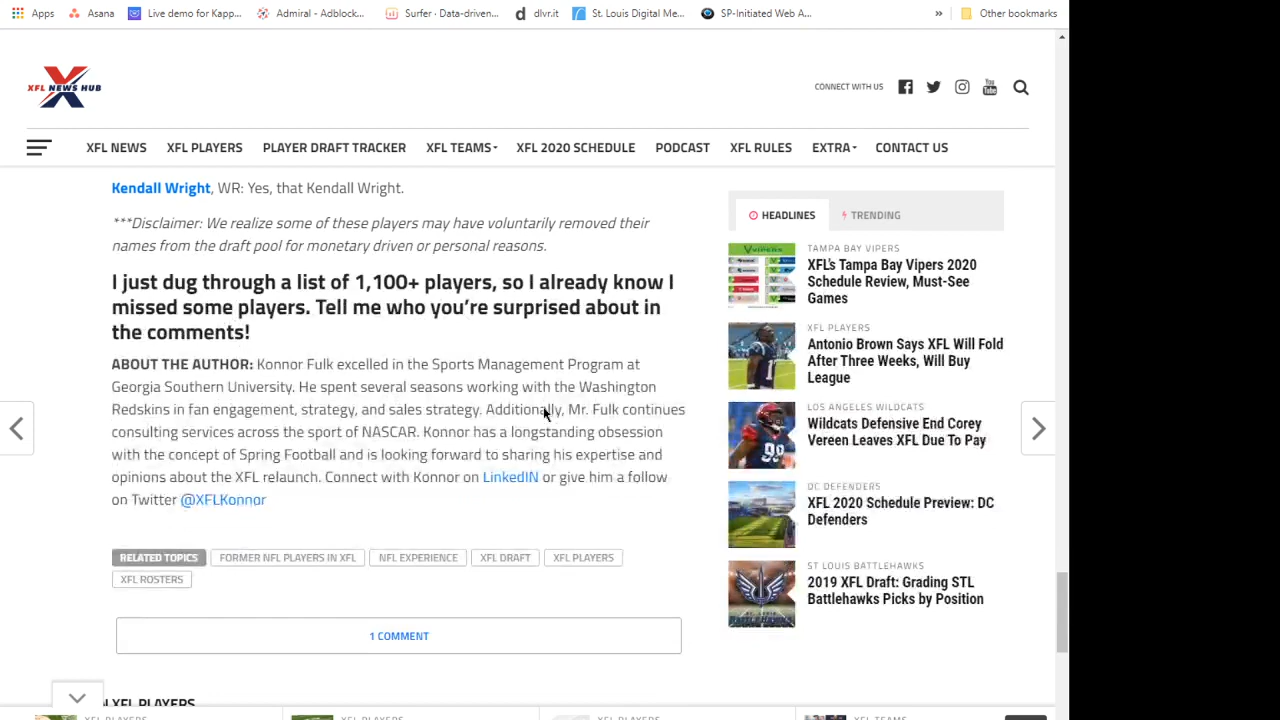 Apps Asana Live demo for Kapp... Admiral - Adblock... Surfer - Data-driven... dlvr.it St. Louis Digital Me... SP-Initiated Web A... » Other bookmarks
XFL NEWS HUB
CONNECT WITH US
You Tube
XFL NEWS XFL PLAYERS PLAYER DRAFT TRACKER XFL TEAMS XFL 2020 SCHEDULE PODCAST XFL RULES EXTRA CONTACT US
Kendall Wright, WR: Yes, that Kendall Wright.
***Disclaimer: We realize some of these players may have voluntarily removed their
names from the draft pool for monetary driven or personal reasons.
I just dug through a list of 1,100+ players, so I already know I
missed some players. Tell me who you’re surprised about in
the comments!
ABOUT THE AUTHOR: Konnor Fulk excelled in the Sports Management Program at
Georgia Southern University. He spent several seasons working with the Washington
Redskins in fan engagement, strategy, and sales strategy. Additionally, Mr. Fulk continues
consulting services across the sport of NASCAR. Konnor has a longstanding obsession
with the concept of Spring Football and is looking forward to sharing his expertise and
opinions about the XFL relaunch. Connect with Konnor on LinkedIN or give him a follow
on Twitter @XFLKonnor
RELATED TOPICS FORMER NFL PLAYERS IN XFL NFL EXPERIENCE XFL DRAFT XFL PLAYERS
XFL ROSTERS
1 COMMENT
HEADLINES TRENDING
TAMPA BAY VIPERS
XFL’s Tampa Bay Vipers 2020
Schedule Review, Must-See
Games
XFL PLAYERS
Antonio Brown Says XFL Will Fold
After Three Weeks, Will Buy
League
LOS ANGELES WILDCATS
Wildcats Defensive End Corey
Vereen Leaves XFL Due To Pay
DC DEFENDERS
XFL 2020 Schedule Preview: DC
Defenders
ST LOUIS BATTLEHAWKS
2019 XFL Draft: Grading STL
Battlehawks Picks by Position
XFL PLAYERS
XFL PLAYERS XFL PLAYERS XFL PLAYERS XFL TEAMS